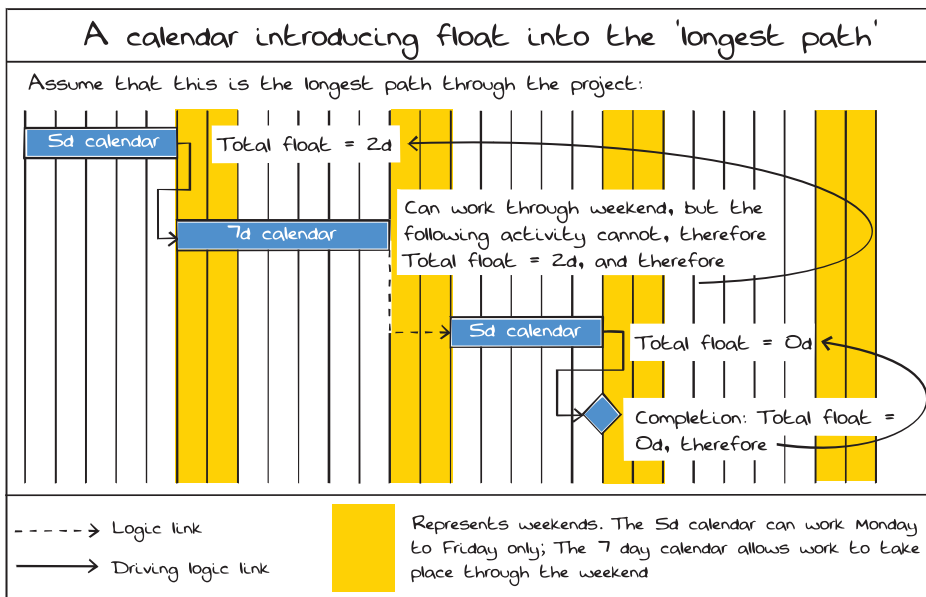 A calendar introducing float into the 'longest path'
Assume that this is the longest path through the project:
5d calendar
Total float = 2d
7d calendar
Can work through weekend, but the
following activity cannot, therefore
Total float = 2d, and therefore
5d calendar
Total float = 0d
Completion: Total float =
0d, therefore
Logic link
Driving logic link
Represents weekends. The 5d calendar can work Monday
to Friday only; The 7 day calendar allows work to take
place through the weekend